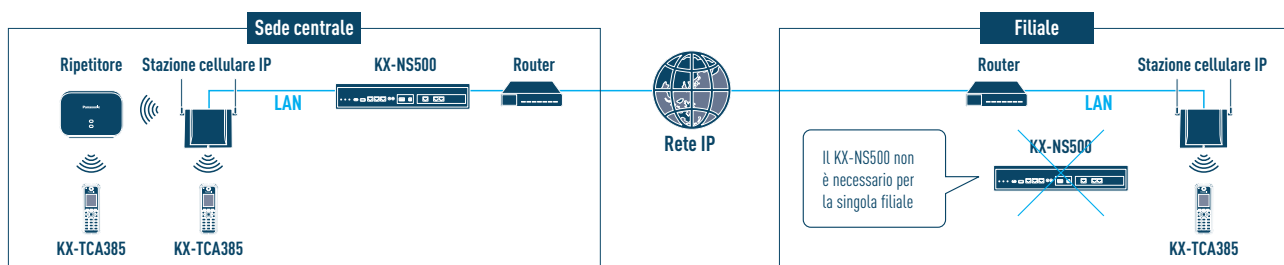 Sede centrale
Filiale
Ripetitore
Stazione cellulare IP
KX-NS500
Router
Router
Stazione cellulare IP
Panasonic
LAN
LAN
Rete IP
KX-NS500
Il KX-NS500 non
è necessario per
la singola filiale
KX-TCA385
KX-TCA385
KX-TCA385